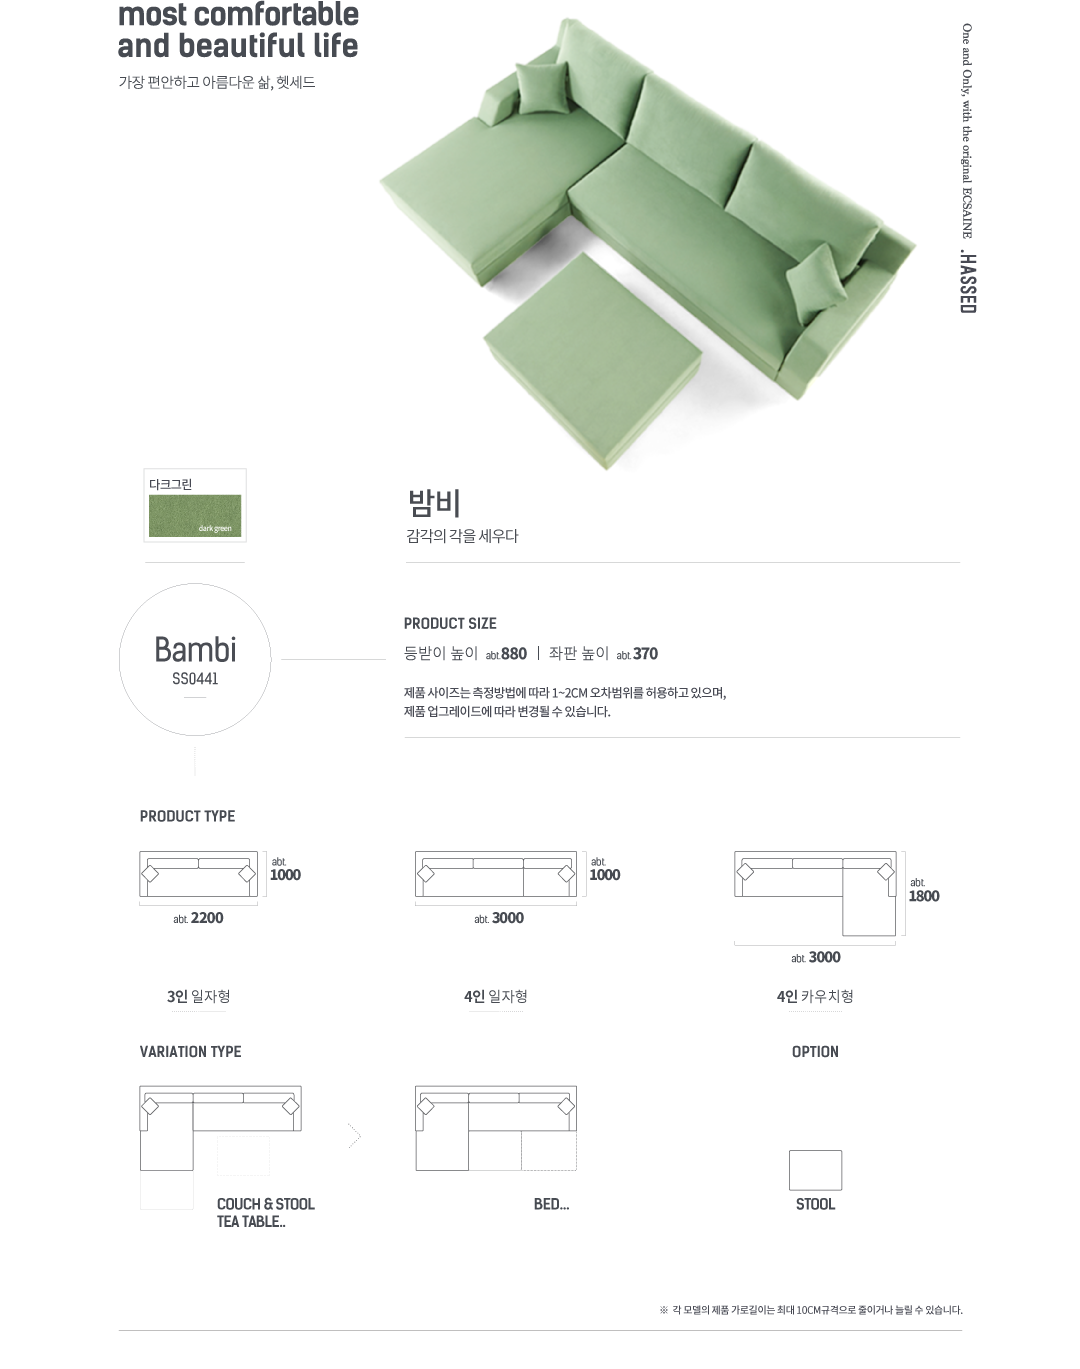 most comfortable
and beautiful life
가장 편안하고 아름다운 삶, 헷세드
One and Only, with the original ECSAINE .HASSED
다크그린
dark green
밤비
감각의 각을 세우다
Bambi
SS0441
PRODUCT SIZE
등받이 높이 abt.880 | 좌판 높이 abt.370
제품 사이즈는 측정방법에 따라 1~2CM 오차범위를 허용하고 있으며,
제품 업그레이드에 따라 변경될 수 있습니다.
PRODUCT TYPE
abt.
1000
abt. 2200
3인 일자형
abt.
1000
abt. 3000
4인 일자형
abt.
1800
abt. 3000
4인 카우치형
VARIATION TYPE
COUCH & STOOL
TEA TABLE..
BED...
OPTION
STOOL
※ 각 모델의 제품 가로길이는 최대 10CM규격으로 줄이거나 늘릴 수 있습니다.